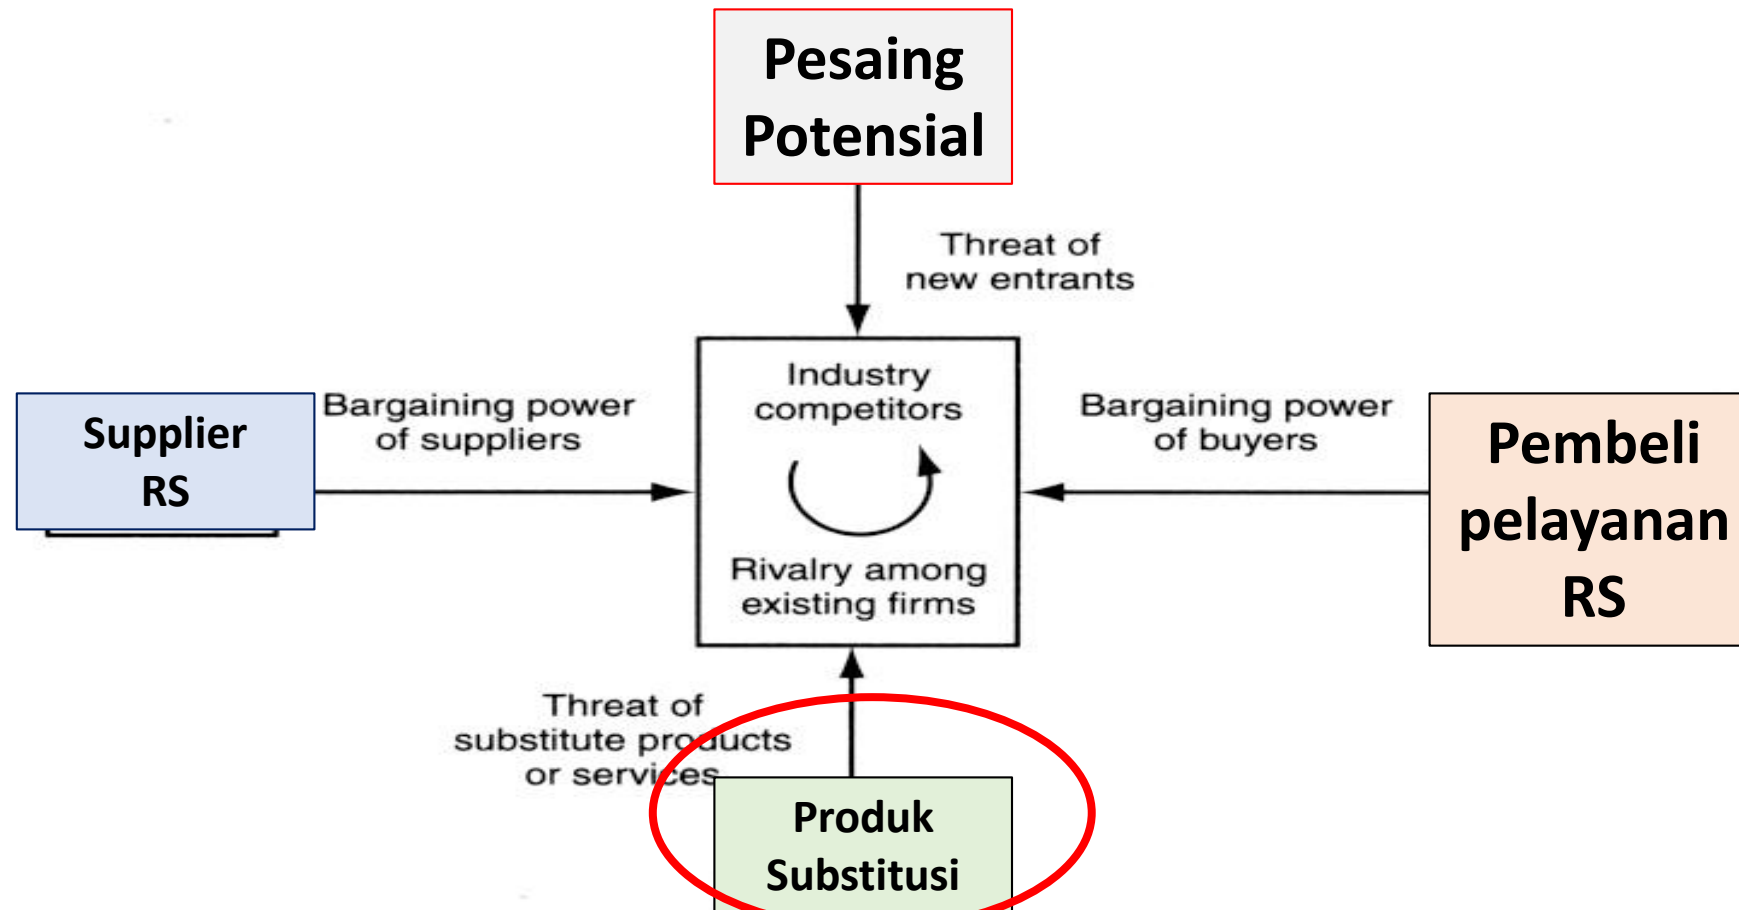 Pesaing
Potensial
Threat of
new entrants
Supplier
RS
Bargaining power
of suppliers
Industry
competitors
Rivalry among
existing firms
Bargaining power
of buyers
Pembeli
pelayanan
RS
Threat of
substitute products
or services
Produk
Substitusi